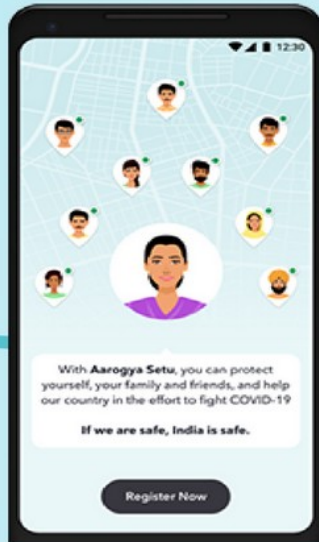 12:30
With Aarogya Setu, you can protect
yourself, your family and friends, and help
our country in the effort to fight COVID-19
If we are safe, India is safe.
Register Now